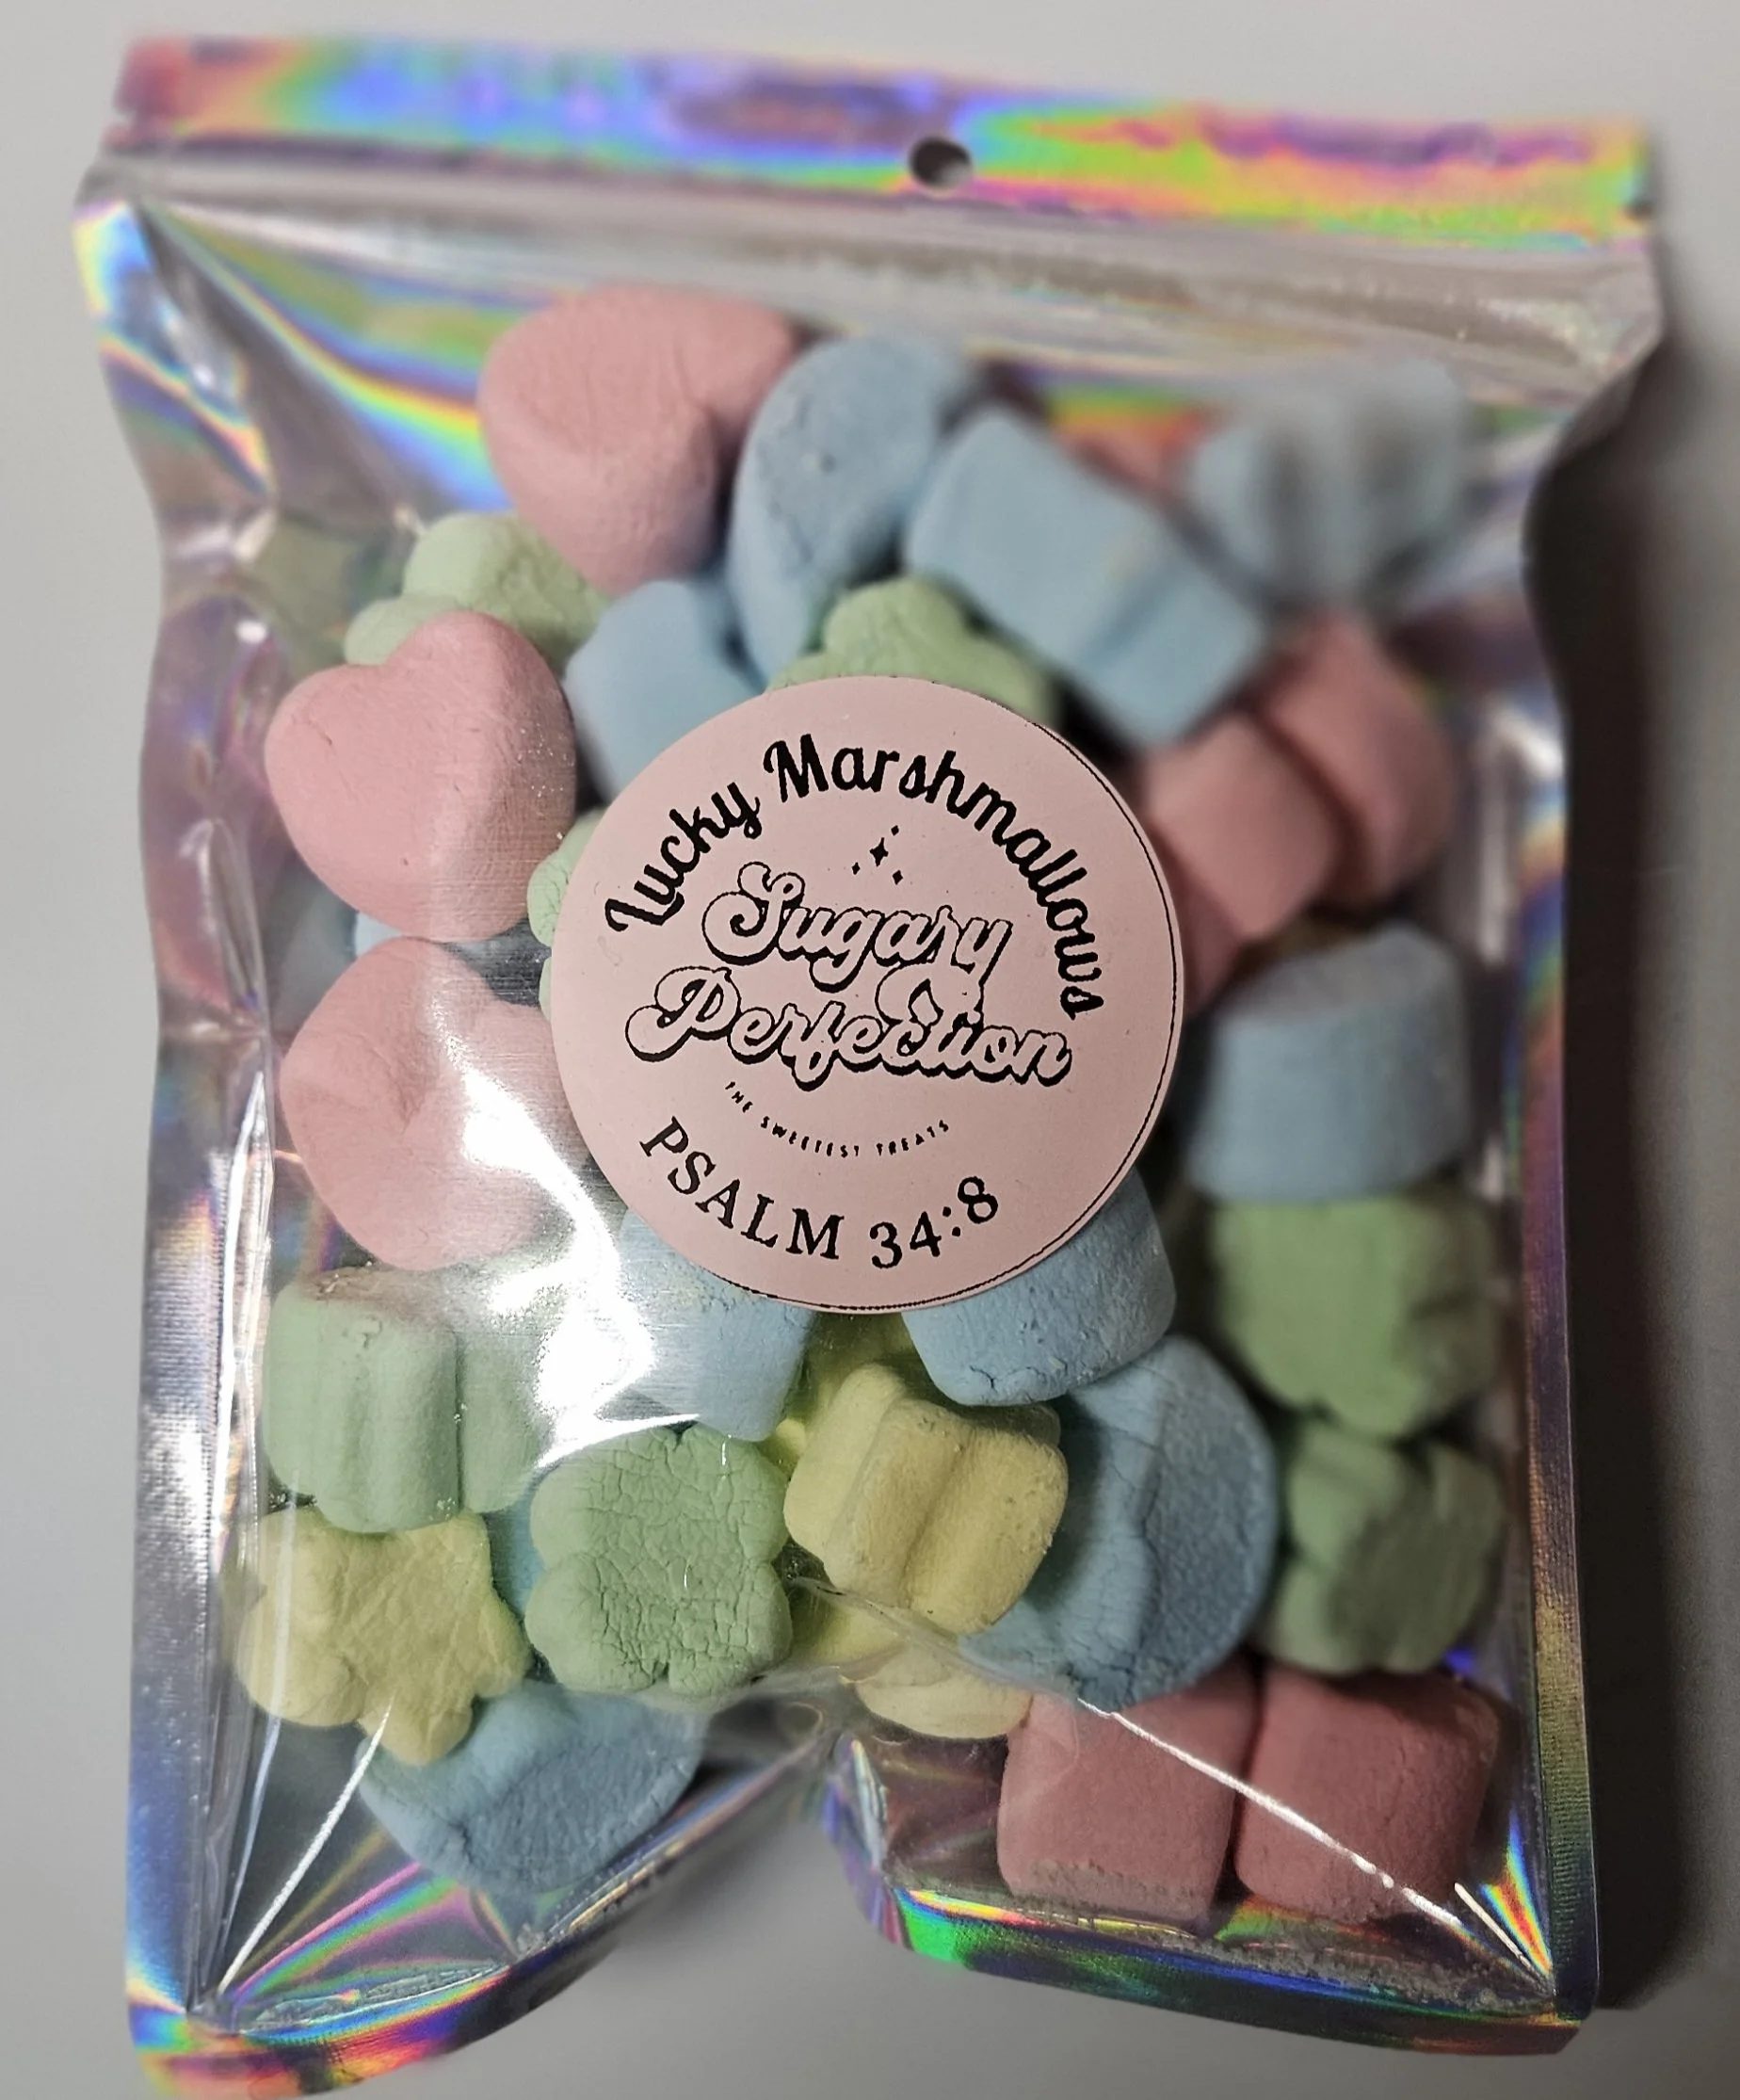 Lucky Marshmallows
Sugary
Perfection
THE SWEETEST TREATS
PSALM 34:8